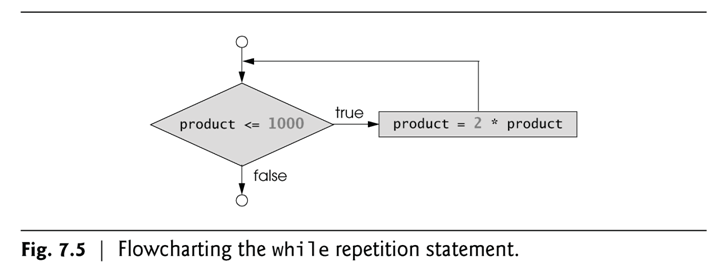 true
product <= 1000
product = 2 * product
false
Fig. 7.5 | Flowcharting the while repetition statement.